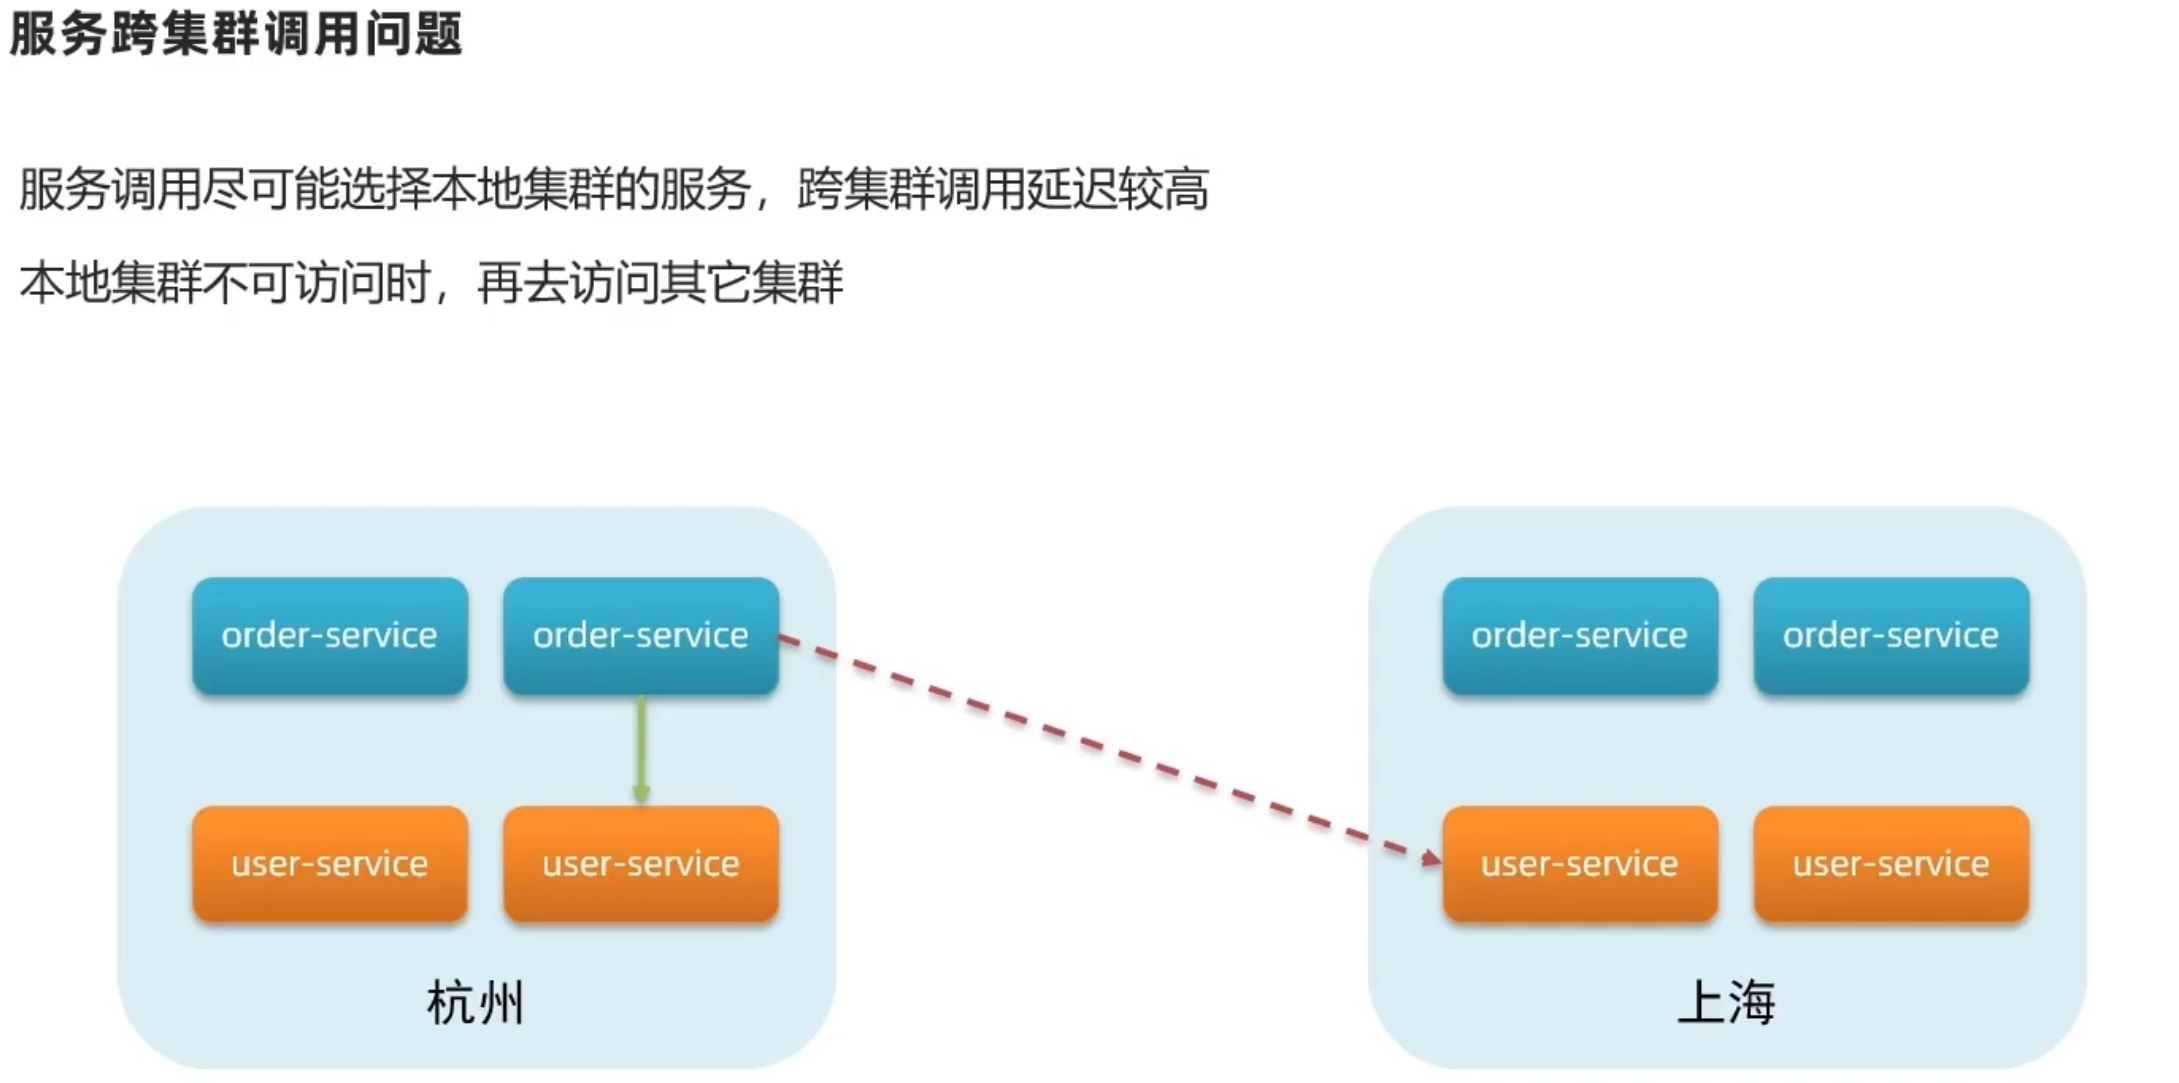 服务跨集群调用问题
服务调用尽可能选择本地集群的服务，跨集群调用延迟较高
本地集群不可访问时，再去访问其它集群
order-service
order-service
order-service
order-service
user-service
user-service
user-service
user-service
杭州
上海